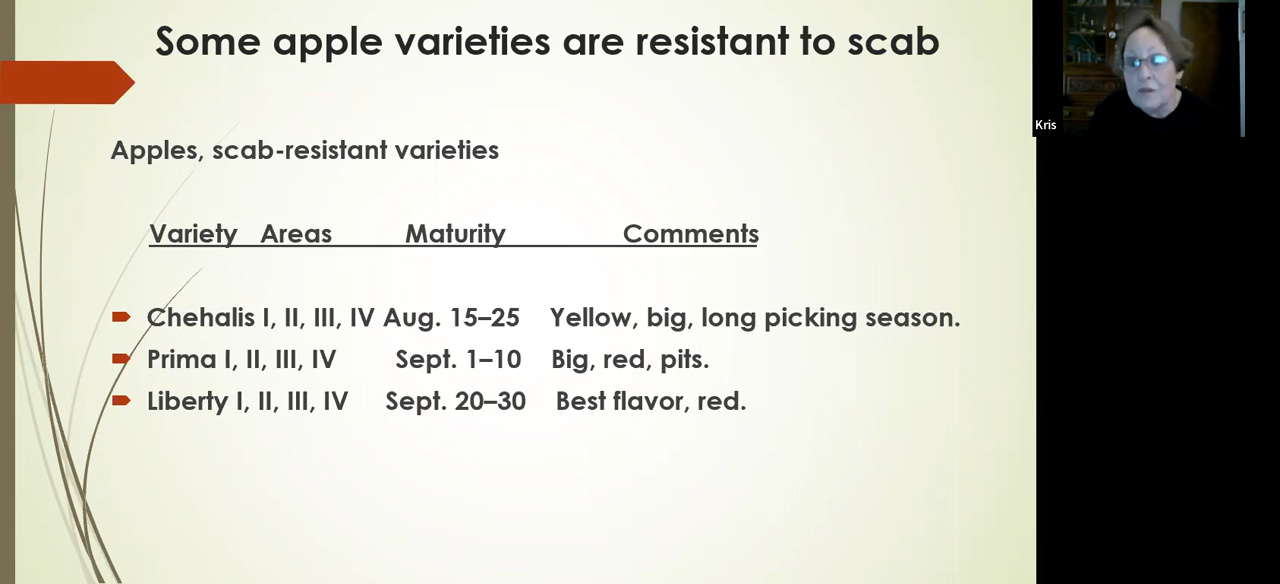 Some apple varieties are resistant to scab
Kris
Apples, scab-resistant varieties
Variety Areas Maturity Comments
Chehalis I, II, III, IV Aug. 15–25 Yellow, big, long picking season.
Prima I, II, III, IV Sept. 1–10 Big, red, pits.
Liberty I, II, III, IV Sept. 20–30 Best flavor, red.